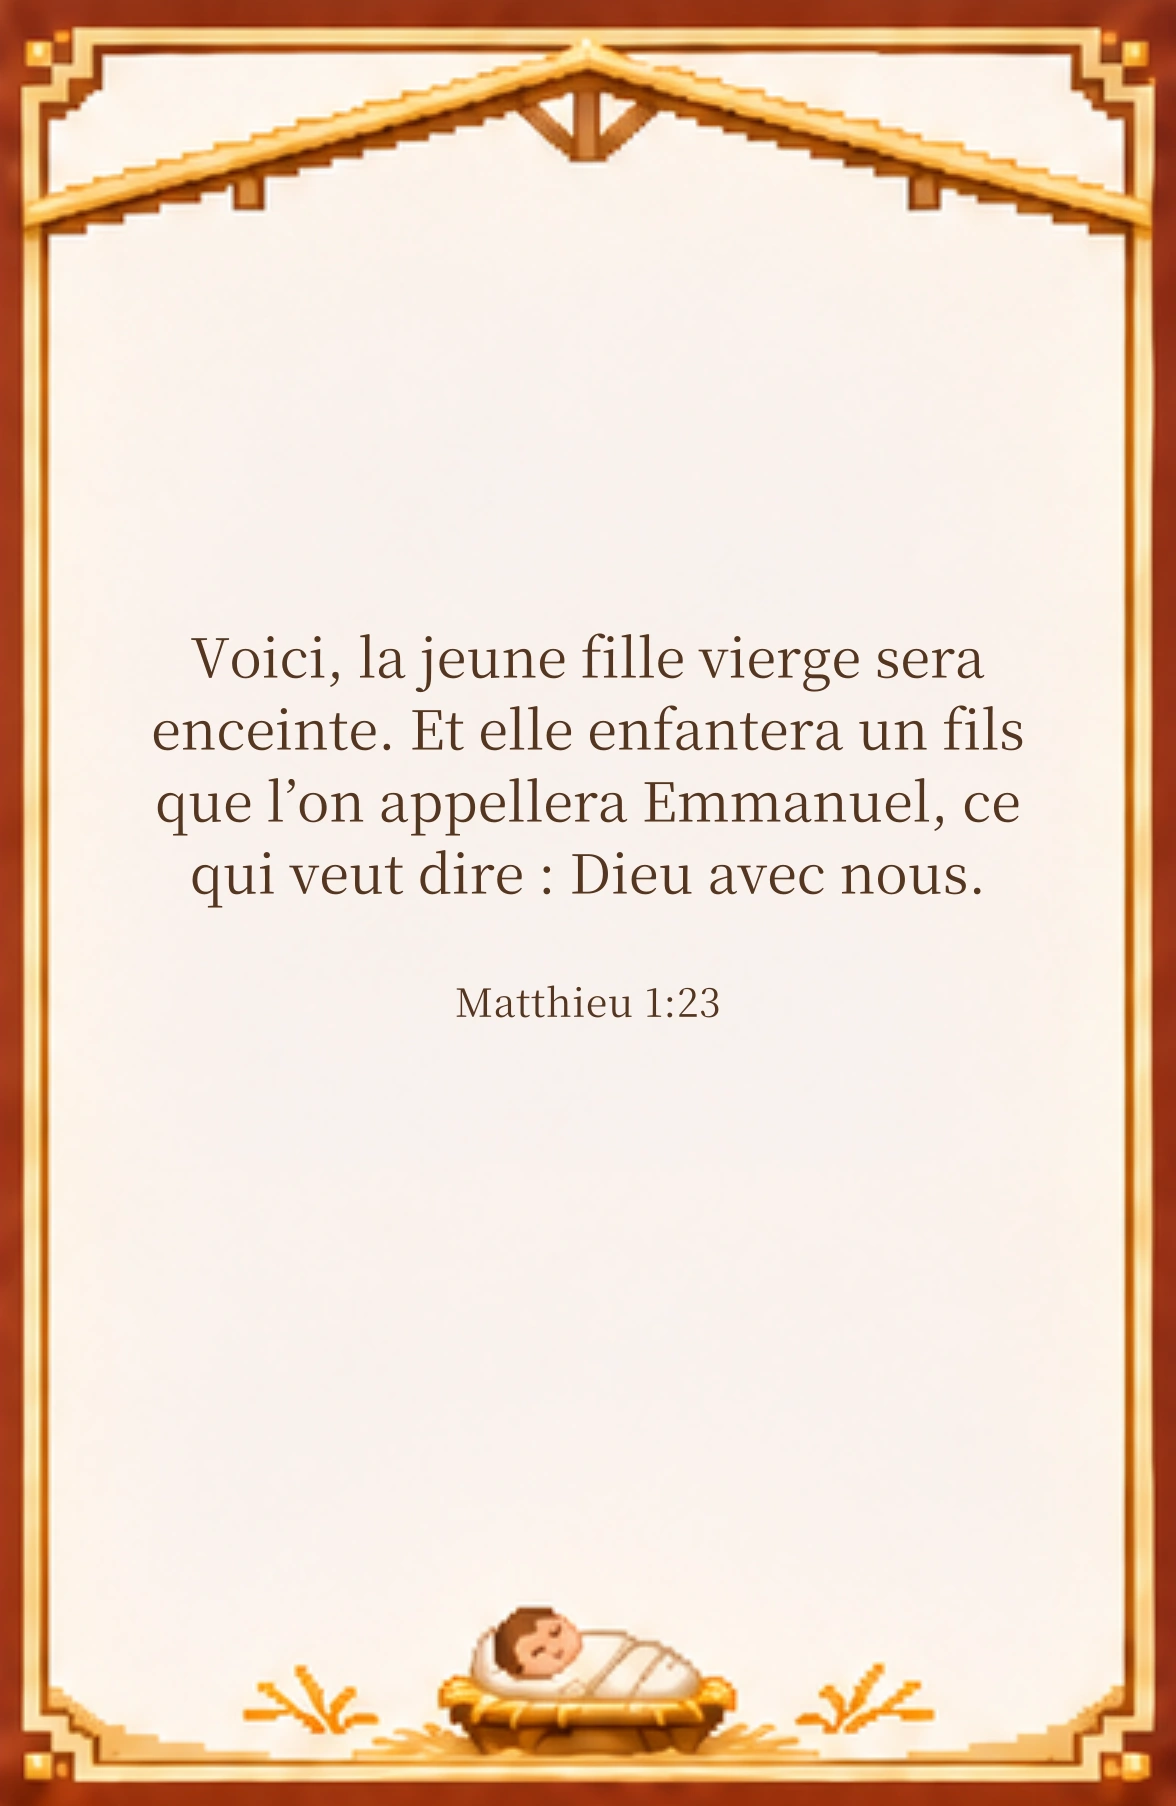 Voici, la jeune fille vierge sera
enceinte. Et elle enfantera un fils
que l’on appellera Emmanuel, ce
qui veut dire : Dieu avec nous.
Matthieu 1:23